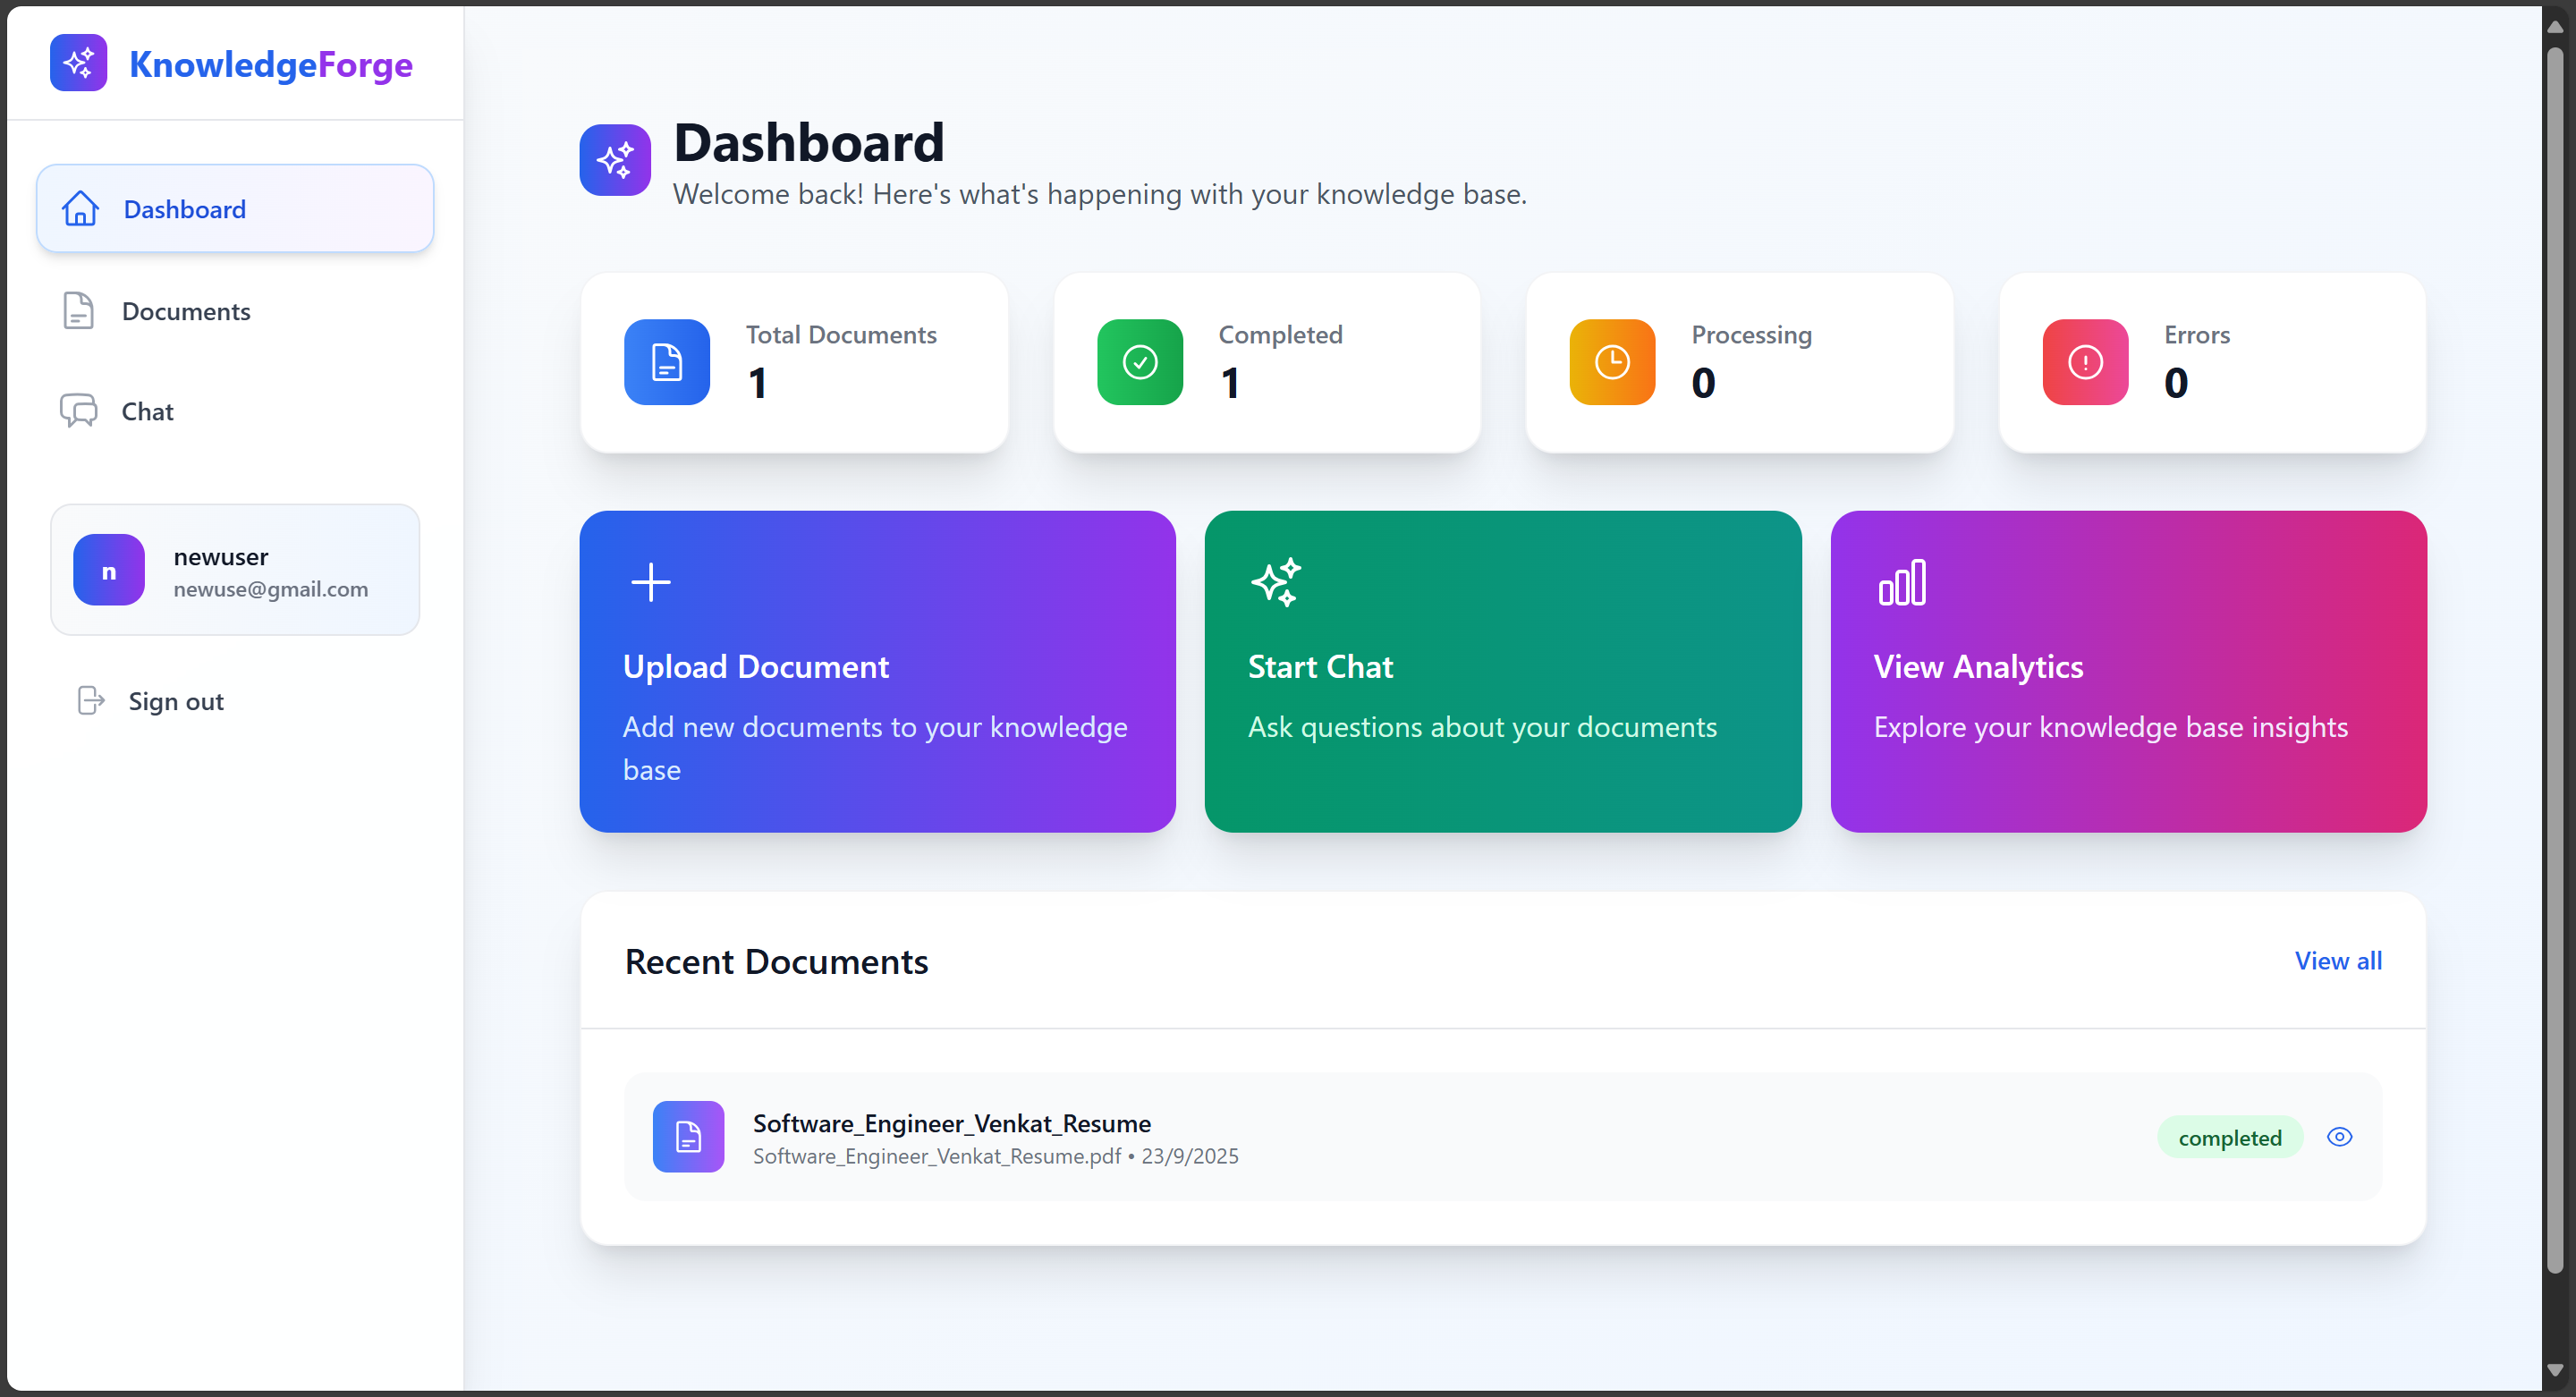 KnowledgeForge
Dashboard
Documents
Chat
n
newuser
newuse@gmail.com
Sign out
Dashboard
Welcome back! Here's what's happening with your knowledge base.
Total Documents
1
Completed
1
Processing
0
Errors
0
Upload Document
Add new documents to your knowledge
base
Start Chat
Ask questions about your documents
View Analytics
Explore your knowledge base insights
Recent Documents
View all
Software_Engineer_Venkat_Resume
Software_Engineer_Venkat_Resume.pdf • 23/9/2025
completed